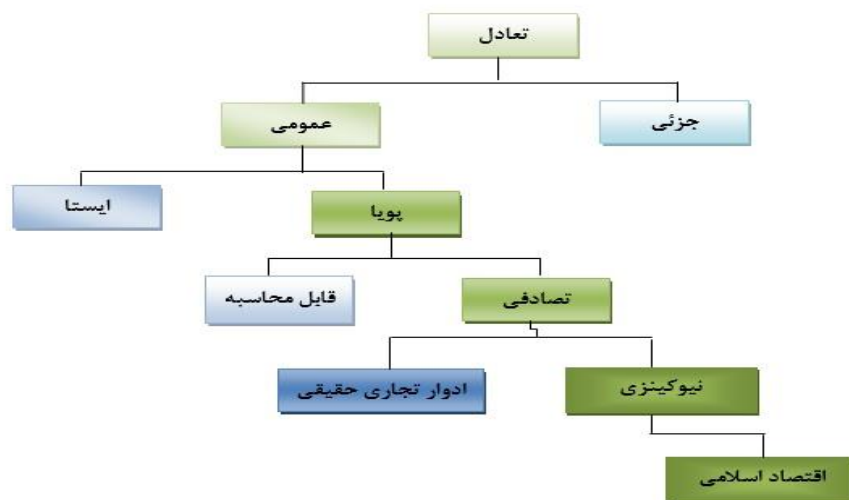 تعادل
جزئی
عمومی
پویا
ایستا
تصادفی
قابل محاسبه
نیوکینزی
ادوار تجاری حقیقی
اقتصاد اسلامی